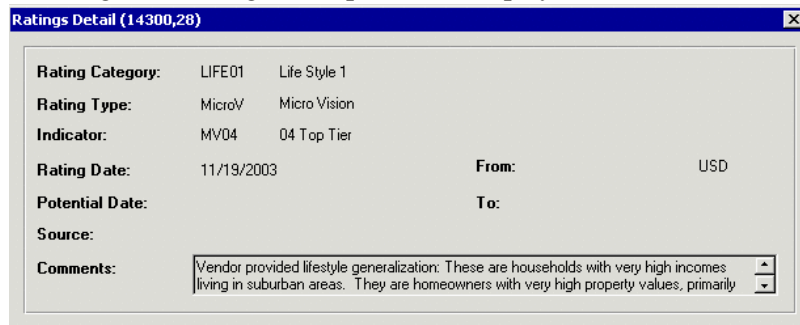 Ratings Detail (14300,28)
Rating Category: LIFE01 Life Style 1
Rating Type: MicroV Micro Vision
Indicator: MV04 04 Top Tier
Rating Date: 11/19/2003 From: USD
Potential Date: To:
Source:
Comments: Vendor provided lifestyle generalization: These are households with very high incomes
living in suburban areas. They are homeowners with very high property values, primarily